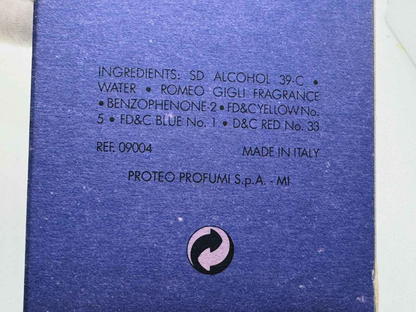 INGREDIENTS: SD ALCOHOL 39-C •
WATER • ROMEO GIGLI FRAGRANCE
• BENZOPHENONE-2 • FD&C YELLOW No.
5 • FD&C BLUE No. 1 • D&C RED No. 33
REF. 09004 MADE IN ITALY
PROTEO PROFUMI S.p.A. - MI